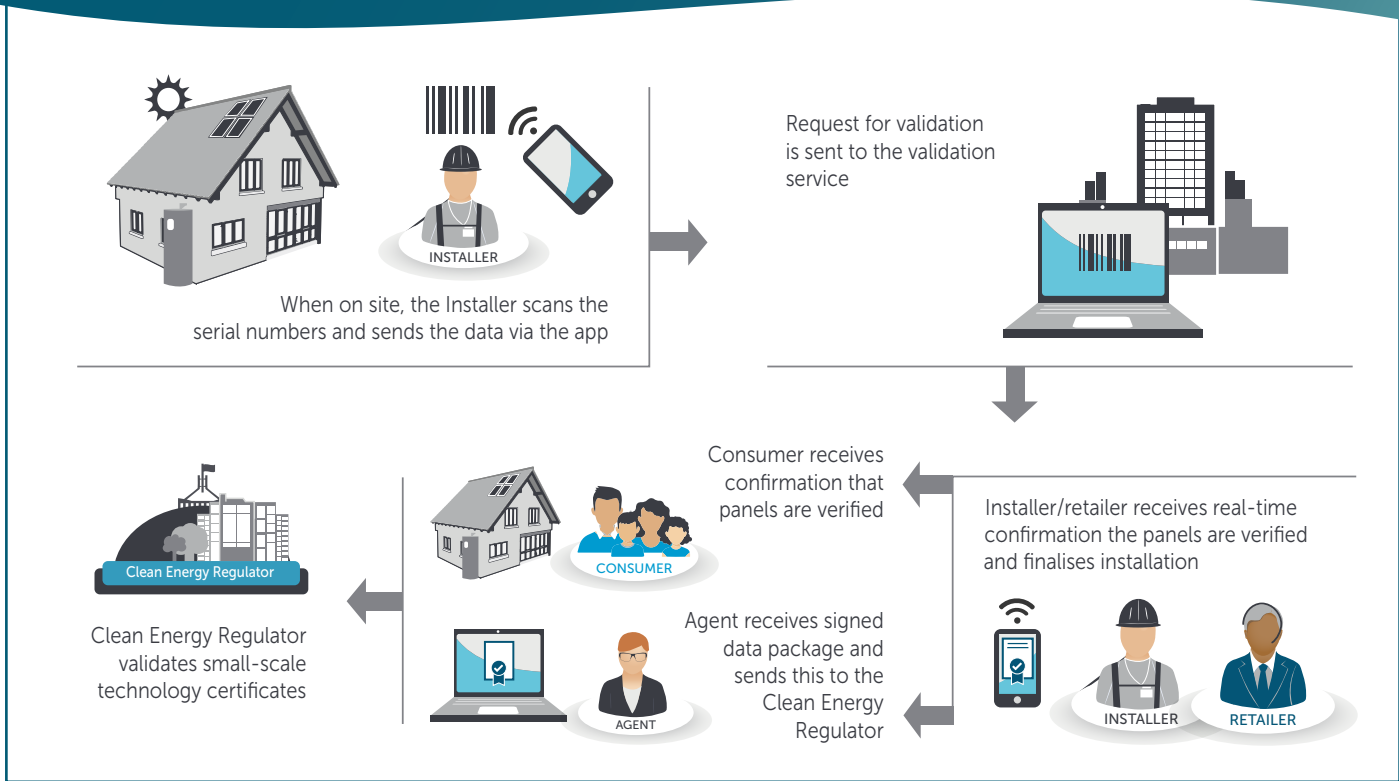 INSTALLER
When on site, the Installer scans the
serial numbers and sends the data via the app
Request for validation
is sent to the validation
service
Installer/retailer receives real-time
confirmation the panels are verified
and finalises installation
INSTALLER
RETAILER
Consumer receives
confirmation that
panels are verified
CONSUMER
Agent receives signed
data package and
sends this to the
Clean Energy
Regulator
AGENT
Clean Energy Regulator
Clean Energy Regulator
validates small-scale
technology certificates